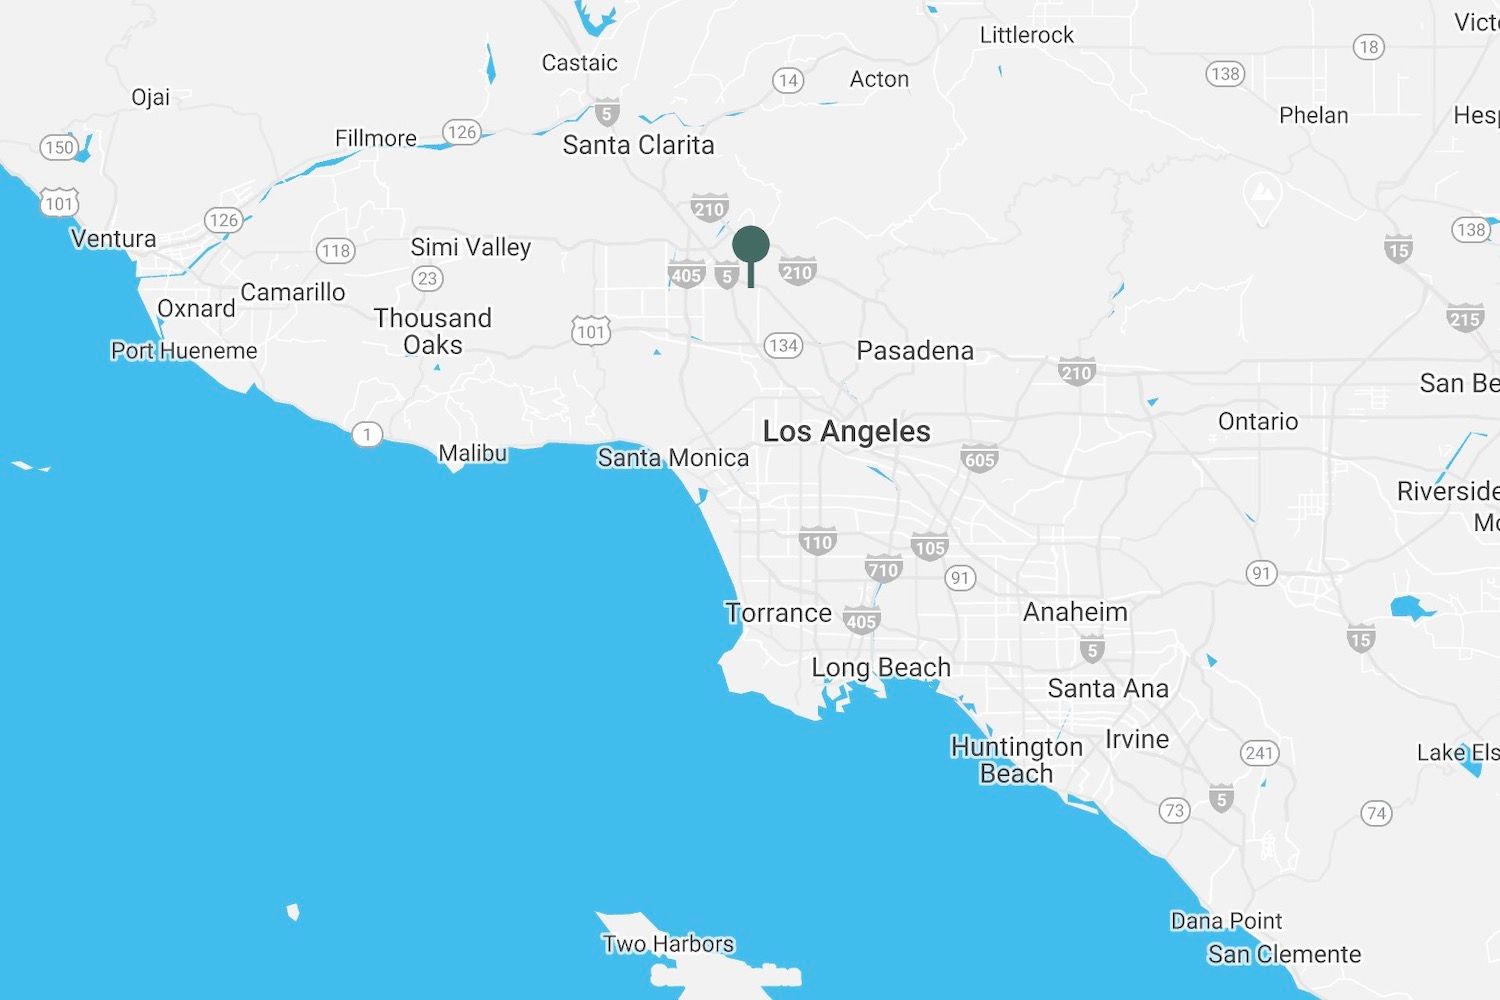 Littlerock
Vict
18
Castaic
138
14
Acton
Ojai
5
Phelan
Hesp
Fillmore
126
150
Santa Clarita
101
210
126
138
Ventura
118
Simi Valley
15
405
5
210
23
Camarillo
Oxnard
Thousand
Oaks
215
101
134
Port Hueneme
Pasadena
210
San Be
Ontario
1
Los Angeles
Malibu
Santa Monica
605
Riverside
Mo
110
105
710
91
91
Torrance
405
Anaheim
15
5
Long Beach
Santa Ana
Huntington
Beach
Irvine
241
Lake Els
5
73
74
Dana Point
Two Harbors
San Clemente